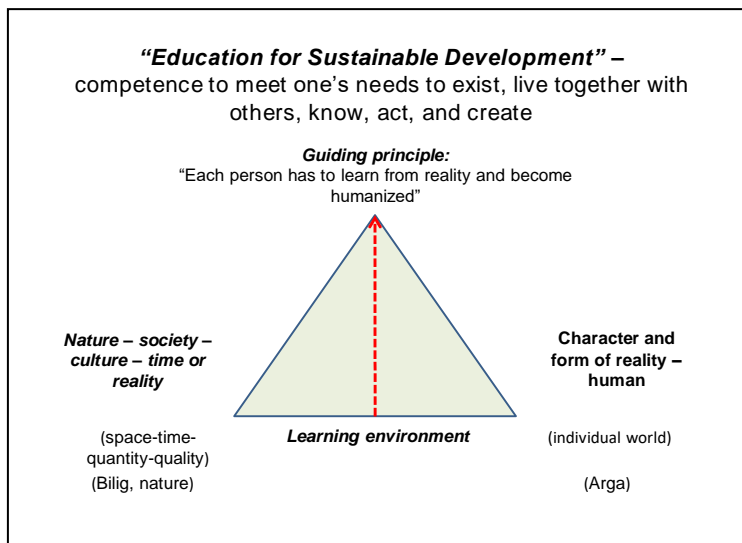 “Education for Sustainable Development” –
competence to meet one’s needs to exist, live together with
others, know, act, and create
Guiding principle:
“Each person has to learn from reality and become
humanized”
Nature – society –
culture – time or
reality
(space-time-
quantity-quality)
(Bilig, nature)
Learning environment
Character and
form of reality –
human
(individual world)
(Arga)